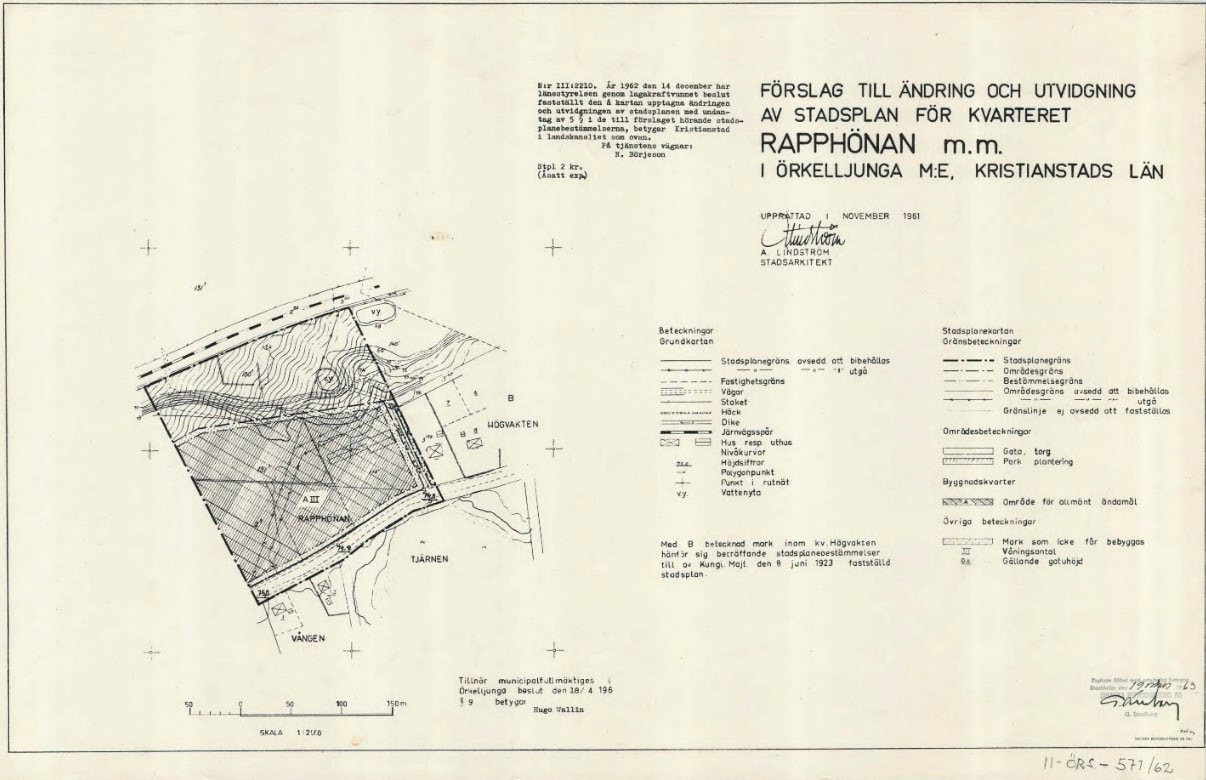 N:r III:2210. År 1962 den 14 december har
länsstyrelsen genom lagakraftvunnet beslut
fastställt den å kartan upptagna ändringen
och utvidgningen av stadsplanen med undan-
tag av 5 § i de till förslaget hörande stads-
planebestämmelserna, betygar Kristianstad
i landskansliet som ovan.
På tjänstens vägnar:
N. Börjeson
Stpl 2 kr.
(Åsatt exp)
FÖRSLAG TILL ÄNDRING OCH UTVIDGNING
AV STADSPLAN FÖR KVARTERET
RAPPHÖNAN m.m.
I ÖRKELLJUNGA M:E, KRISTIANSTADS LÄN
UPPRÄTTAD I NOVEMBER 1961
A LINDSTRÖM
STADSARKITEKT
v.y.
B
HÖGVAKTEN
A III
RAPPHÖNAN
TJÄRNEN
VÅNGEN
Beteckningar
Grundkartan
Stadsplanegräns avsedd att bibehållas
utgå
Fastighetsgräns
Vägar
Staket
Häck
Dike
Järnvägsspår
Hus resp. uthus
Nivåkurvor
Höjdsiffror
Polygonpunkt
Punkt i rutnät
v.y. Vattenyta
Med B betecknad mark inom kv. Högvakten
hänför sig beträffande stadsplanebestämmelser
till av Kungl. Majt. den 8 juni 1923 fastställd
stadsplan.
Stadsplanekartan
Gränsbeteckningar
Stadsplanegräns
Områdesgräns
Bestämmelsegräns
Områdesgräns avsedd att bibehållas
utgå
Gränslinje ej avsedd att fastställas
Områdesbeteckningar
Gata, torg
Park plantering
Byggnadskvarter
A Område för allmänt ändamål
Övriga beteckningar
Mark som icke får bebyggas
III Våningsantal
0.0 Gällande gatuhöjd
Tillhör municipalfullmäktiges i
Örkelljunga beslut den 18/4 196
§ 9 betygar
Hugo Wallin
50 0 50 100 150 m
SKALA
II-ÖRS-571/62